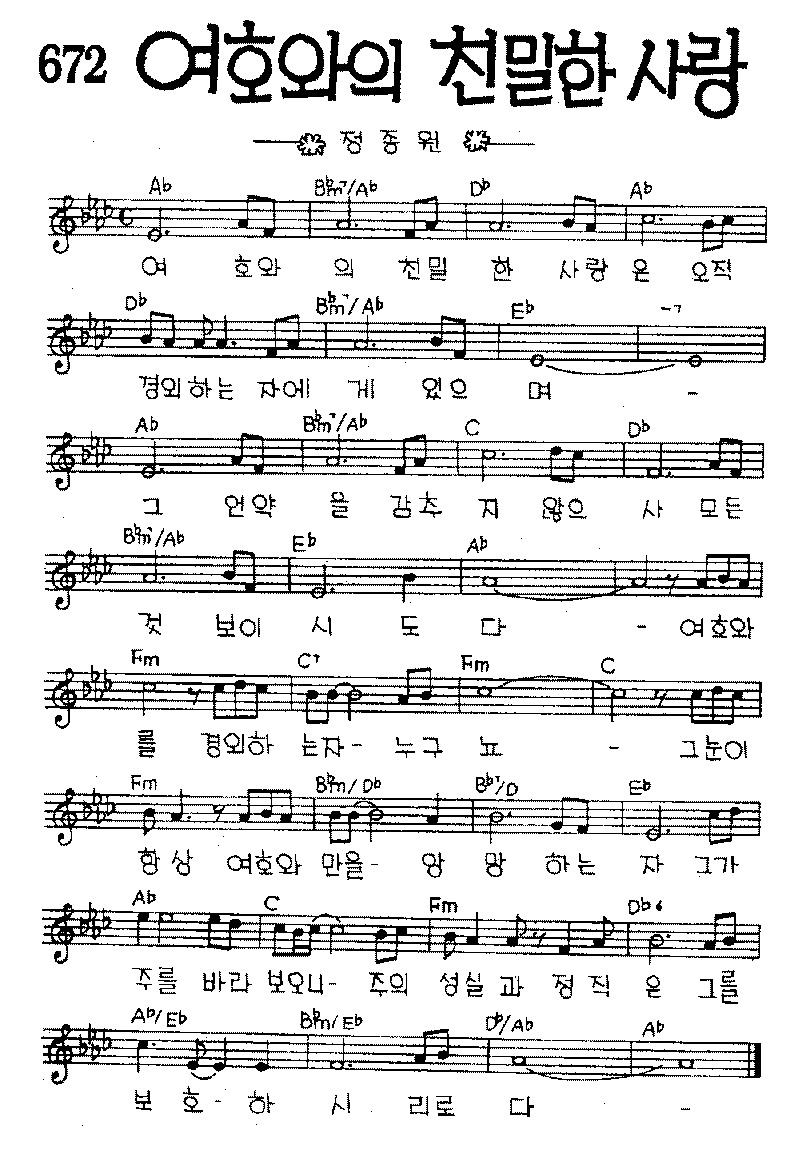 672 여호와의 친밀한 사랑
정종원
Ab Bbm7/Ab Db Ab
여 호와 의 친밀 한 사랑 은 오직
Db Bbm7/Ab Eb -7
경외하는 자에 게 있으 며 -
Ab Bbm7/Ab C Db
그 언약 을 감추 지 않으 사 모든
Bbm7/Ab Eb Ab
것 보이 시 도 다 - 여호와
Fm C7 Fm C
를 경외하 는자- 누구 뇨 - 그눈이
Fm Bbm/Db Bb7/D Eb
항상 여호와 만을- 앙 망 하는 자 그가
Ab C Fm Db6
주를 바라 보오니- 주의 성실 과 정직 을 그를
Ab/Eb Bbm/Eb Db/Ab Ab
보 호- 하 시 리로 다 -